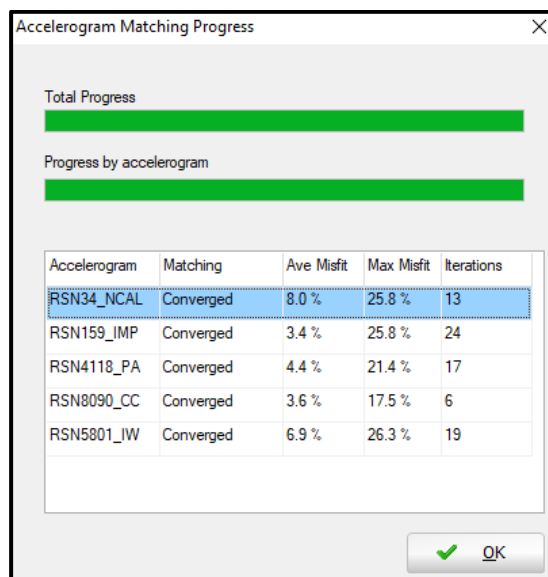 Accelerogram Matching Progress
Total Progress
Progress by accelerogram
Accelerogram Matching Ave Misfit Max Misfit Iterations
RSN34_NCAL Converged 8.0 % 25.8 % 13
RSN159_IMP Converged 3.4 % 25.8 % 24
RSN4118_PA Converged 4.4 % 21.4 % 17
RSN8090_CC Converged 3.6 % 17.5 % 6
RSN5801_IW Converged 6.9 % 26.3 % 19
OK